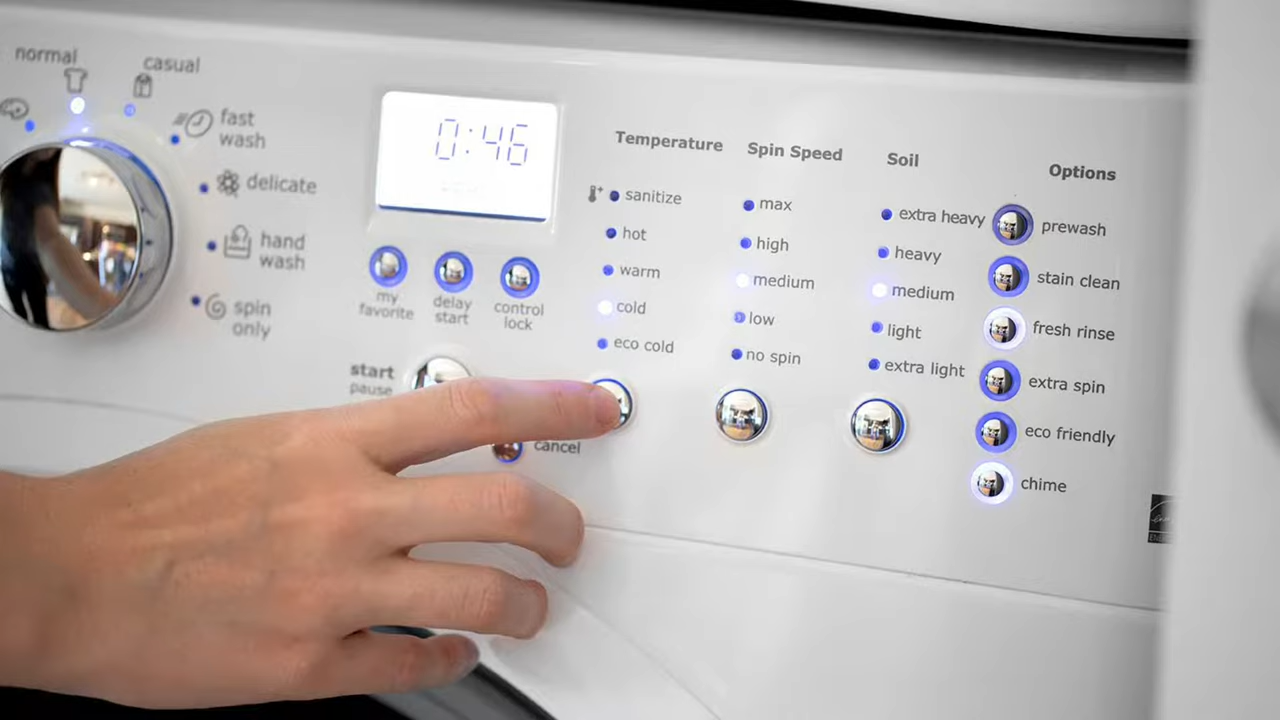 normal
casual
fast
wash
delicate
hand
wash
spin
only
0:46
my
favorite
delay
start
control
lock
start
pause
cancel
Temperature
sanitize
hot
warm
cold
eco cold
Spin Speed
max
high
medium
low
no spin
Soil
extra heavy
heavy
medium
light
extra light
Options
prewash
stain clean
fresh rinse
extra spin
eco friendly
chime